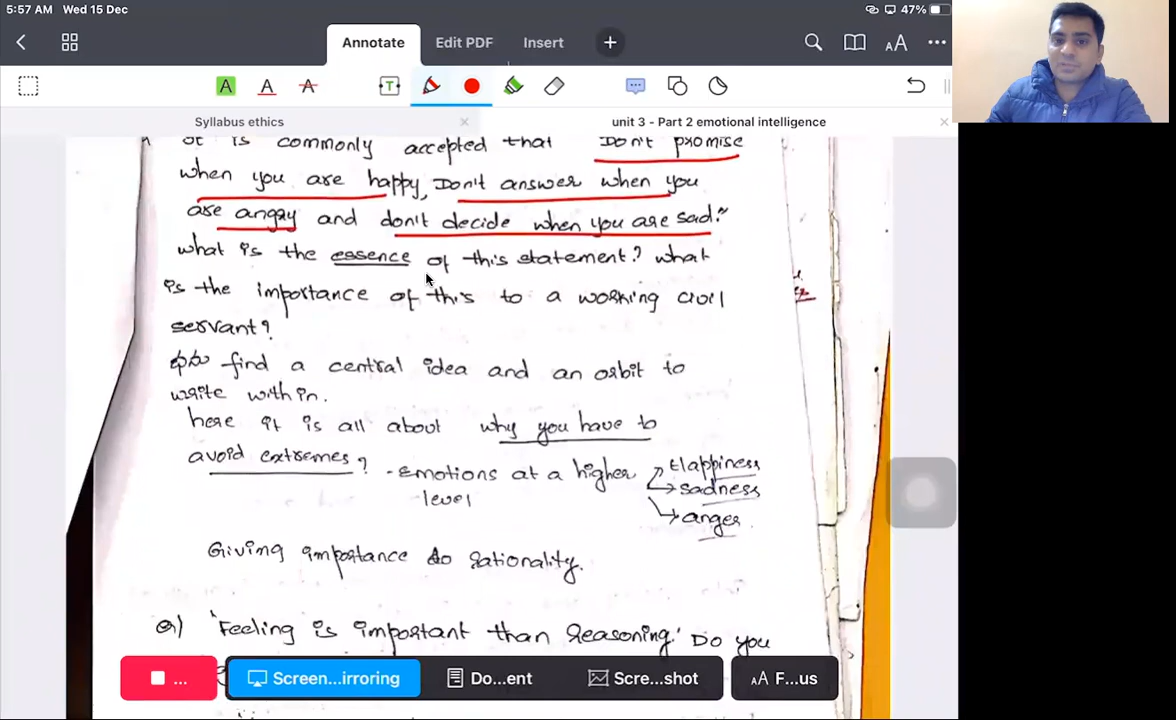 5:57 AM Wed 15 Dec
47%
Annotate
Edit PDF
Insert
Syllabus ethics
unit 3 - Part 2 emotional intelligence
It is commonly accepted that Don't promise
when you are happy, Don't answer when you
are angry and don't decide when you are sad."
what is the essence of this statement? what
is the importance of this to a working civil
servant?
find a central idea and an orbit to
write with in.
here it is all about why you have to
avoid extremes? - Emotions at a higher
level
Happiness
sadness
anger
Giving importance to rationality.
Q) 'Feeling is important than Reasoning.' Do you
...
Screen...irroring
Do...ent
Scre...shot
AA F...us